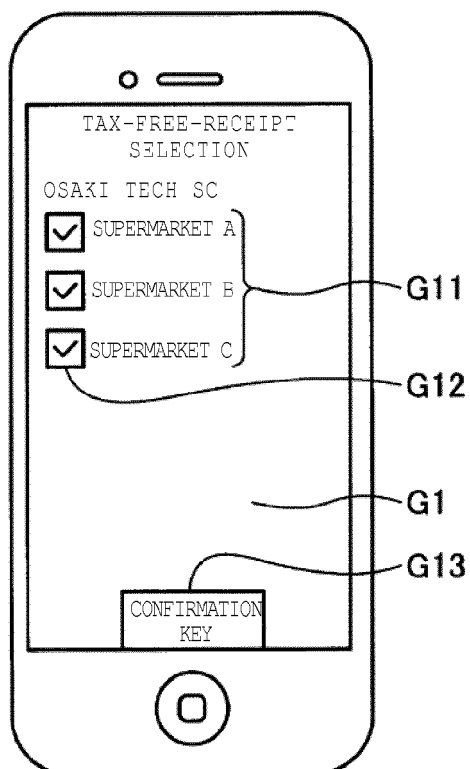 TAX-FREE-RECEIPT
SELECTION
OSAKI TECH SC
SUPERMARKET A
SUPERMARKET B
SUPERMARKET C
G11
G12
G1
G13
CONFIRMATION
KEY